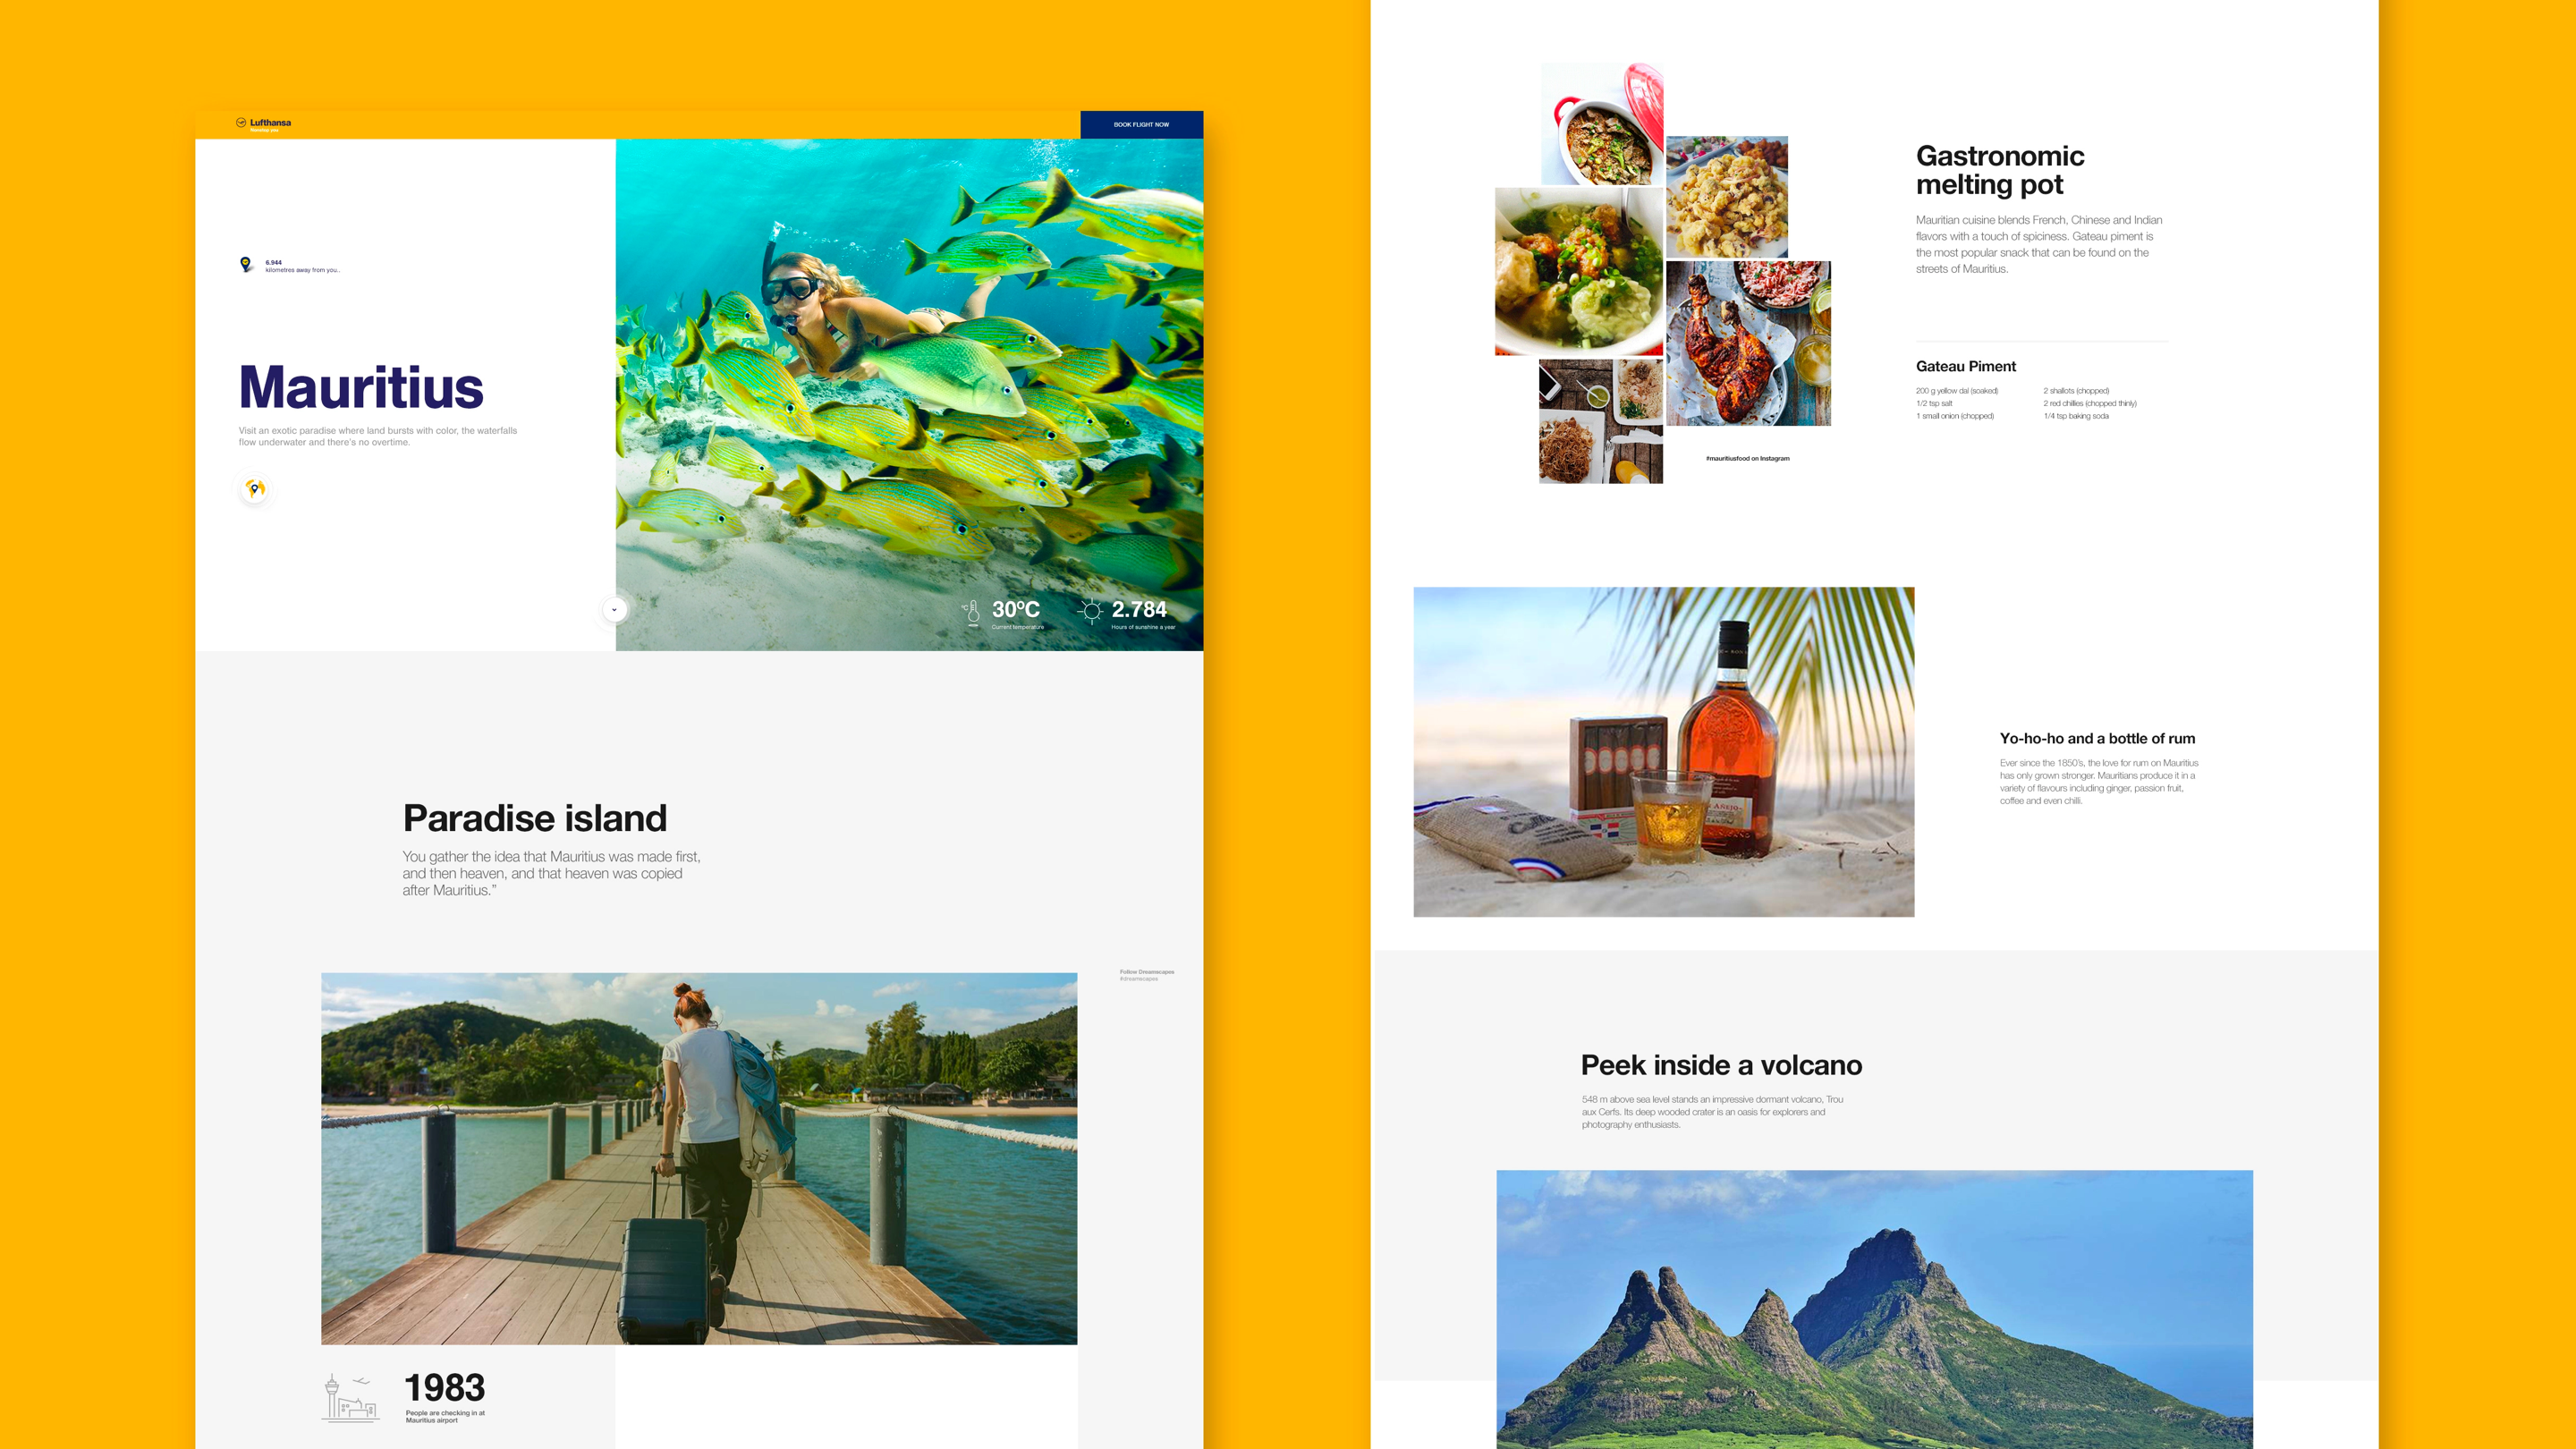 Lufthansa
Nonstop you
BOOK FLIGHT NOW
6.944
kilometres away from you..
Mauritius
Visit an exotic paradise where land bursts with color, the waterfalls
flow underwater and there's no overtime.
30ºC
Current temperature
2.784
Hours of sunshine a year
Paradise island
You gather the idea that Mauritius was made first,
and then heaven, and that heaven was copied
after Mauritius.”
Follow Dreamscapes
#dreamscapes
1983
People are checking in at
Mauritius airport
Gastronomic
melting pot
Mauritian cuisine blends French, Chinese and Indian
flavors with a touch of spiciness. Gateau piment is
the most popular snack that can be found on the
streets of Mauritius.
Gateau Piment
200 g yellow dal (soaked)
1/2 tsp salt
1 small onion (chopped)
2 shallots (chopped)
2 red chillies (chopped thinly)
1/4 tsp baking soda
#mauritiusfood on Instagram
AÑEJO
Yo-ho-ho and a bottle of rum
Ever since the 1850's, the love for rum on Mauritius
has only grown stronger. Mauritians produce it in a
variety of flavours including ginger, passion fruit,
coffee and even chilli.
Peek inside a volcano
548 m above sea level stands an impressive dormant volcano, Trou
aux Cerfs. Its deep wooded crater is an oasis for explorers and
photography enthusiasts.